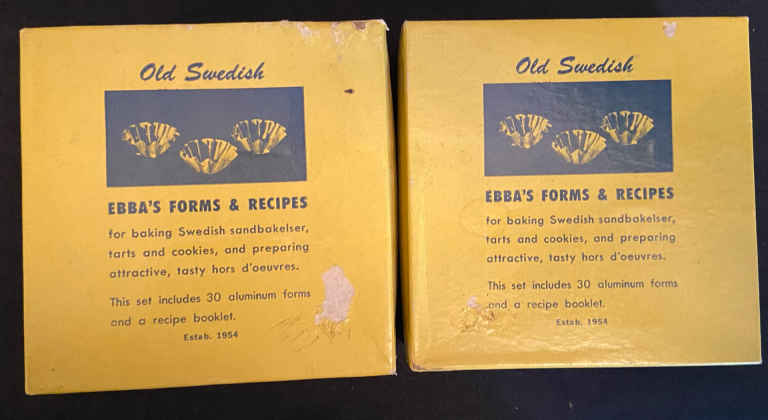 Old Swedish
EBBA'S FORMS & RECIPES
for baking Swedish sandbakelser,
tarts and cookies, and preparing
attractive, tasty hors d'oeuvres.
This set includes 30 aluminum forms
and a recipe booklet.
Estab. 1954
Old Swedish
EBBA'S FORMS & RECIPES
for baking Swedish sandbakelser,
tarts and cookies, and preparing
attractive, tasty hors d'oeuvres.
This set includes 30 aluminum forms
and a recipe booklet.
Estab. 1954